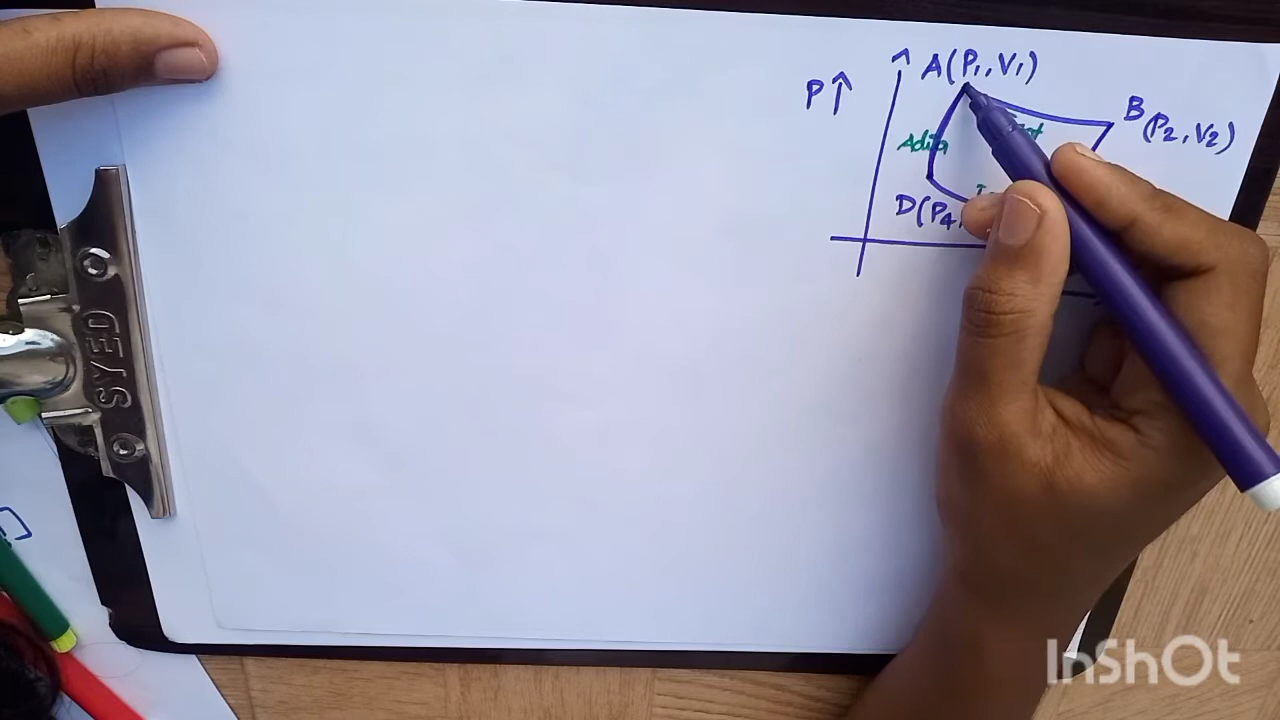 A(P1,V1)
P↑
B(P2,V2)
D(P4,
SYED
InShOt